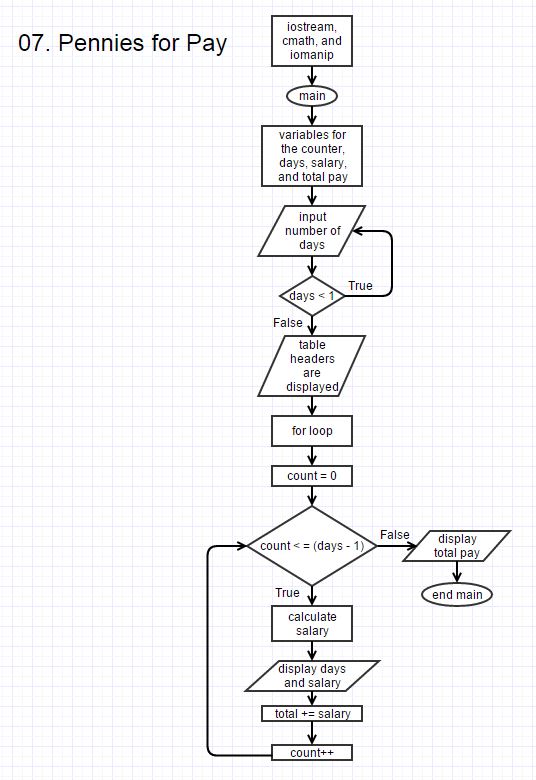 07. Pennies for Pay
iostream,
cmath, and
iomanip
main
variables for
the counter,
days, salary,
and total pay
input
number of
days
days < 1
True
False
table
headers
are
displayed
for loop
count = 0
count < = (days - 1)
False
display
total pay
end main
True
calculate
salary
display days
and salary
total += salary
count++